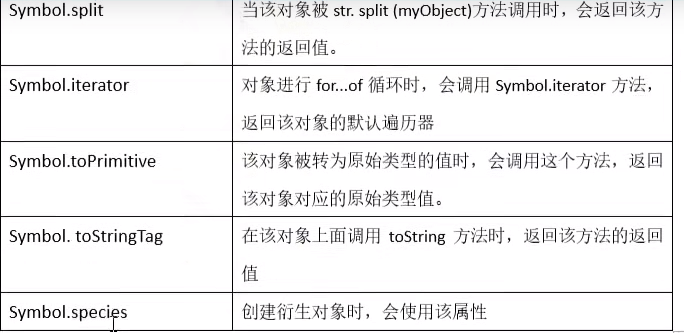 Symbol.split
当该对象被 str. split (myObject)方法调用时，会返回该方
法的返回值。
Symbol.iterator
对象进行 for...of 循环时，会调用 Symbol.iterator 方法，
返回该对象的默认遍历器
Symbol.toPrimitive
该对象被转为原始类型的值时，会调用这个方法，返回
该对象对应的原始类型值。
Symbol. toStringTag
在该对象上面调用 toString 方法时，返回该方法的返回
值
Symbol.species
创建衍生对象时，会使用该属性